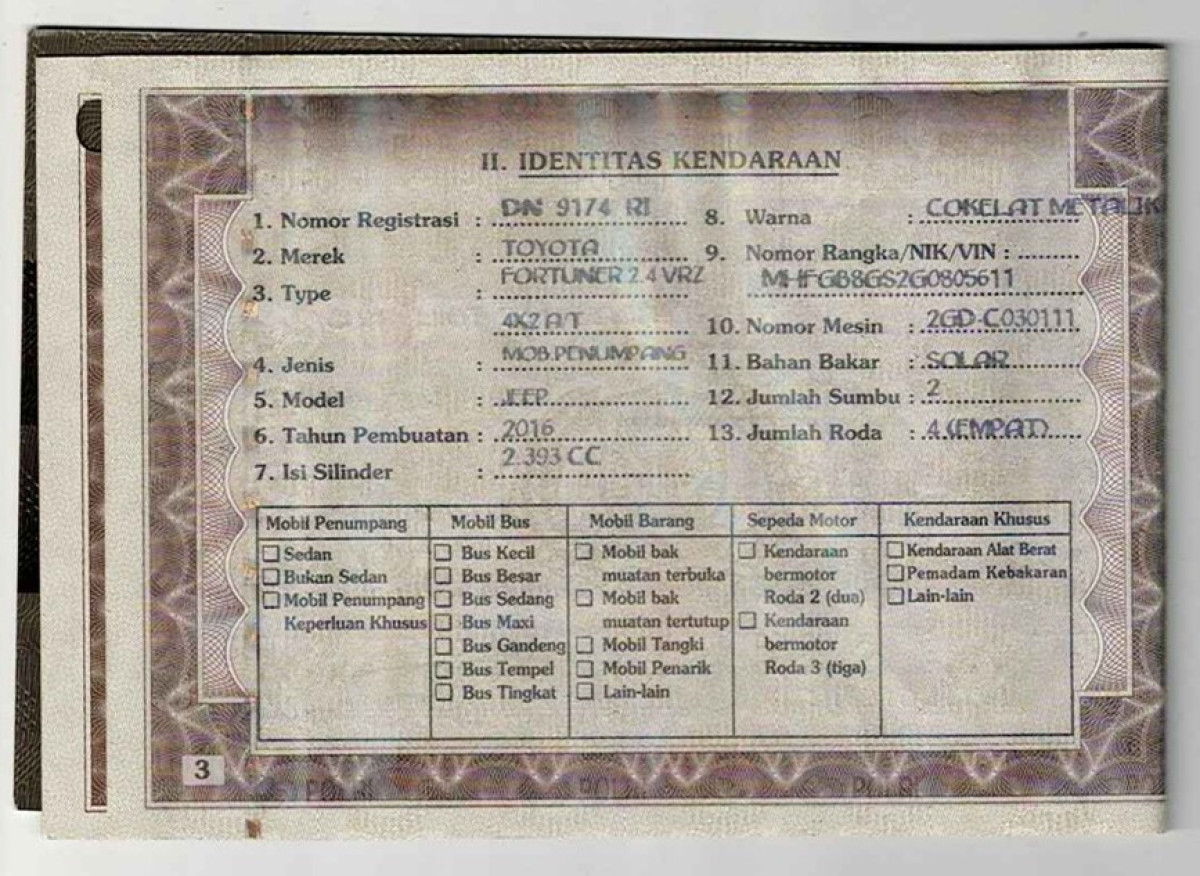 II. IDENTITAS KENDARAAN
1. Nomor Registrasi : DN 9174 RI
2. Merek : TOYOTA
3. Type : FORTUNER 2.4 VRZ
4X2 A/T
4. Jenis : MOB.PENUMPANG
5. Model : JEEP
6. Tahun Pembuatan : 2016
7. Isi Silinder : 2.393 CC
8. Warna : COKELAT METALIK
9. Nomor Rangka/NIK/VIN :
MHFGB8GS2G0805611
10. Nomor Mesin : 2GD-C030111
11. Bahan Bakar : SOLAR
12. Jumlah Sumbu : 2
13. Jumlah Roda : 4 (EMPAT)
Mobil Penumpang
Sedan
Bukan Sedan
Mobil Penumpang
Keperluan Khusus
Mobil Bus
Bus Kecil
Bus Besar
Bus Sedang
Bus Maxi
Bus Gandeng
Bus Tempel
Bus Tingkat
Mobil Barang
Mobil bak
muatan terbuka
Mobil bak
muatan tertutup
Mobil Tangki
Mobil Penarik
Lain-lain
Sepeda Motor
Kendaraan
bermotor
Roda 2 (dua)
Kendaraan
bermotor
Roda 3 (tiga)
Kendaraan Khusus
Kendaraan Alat Berat
Pemadam Kebakaran
Lain-lain
3